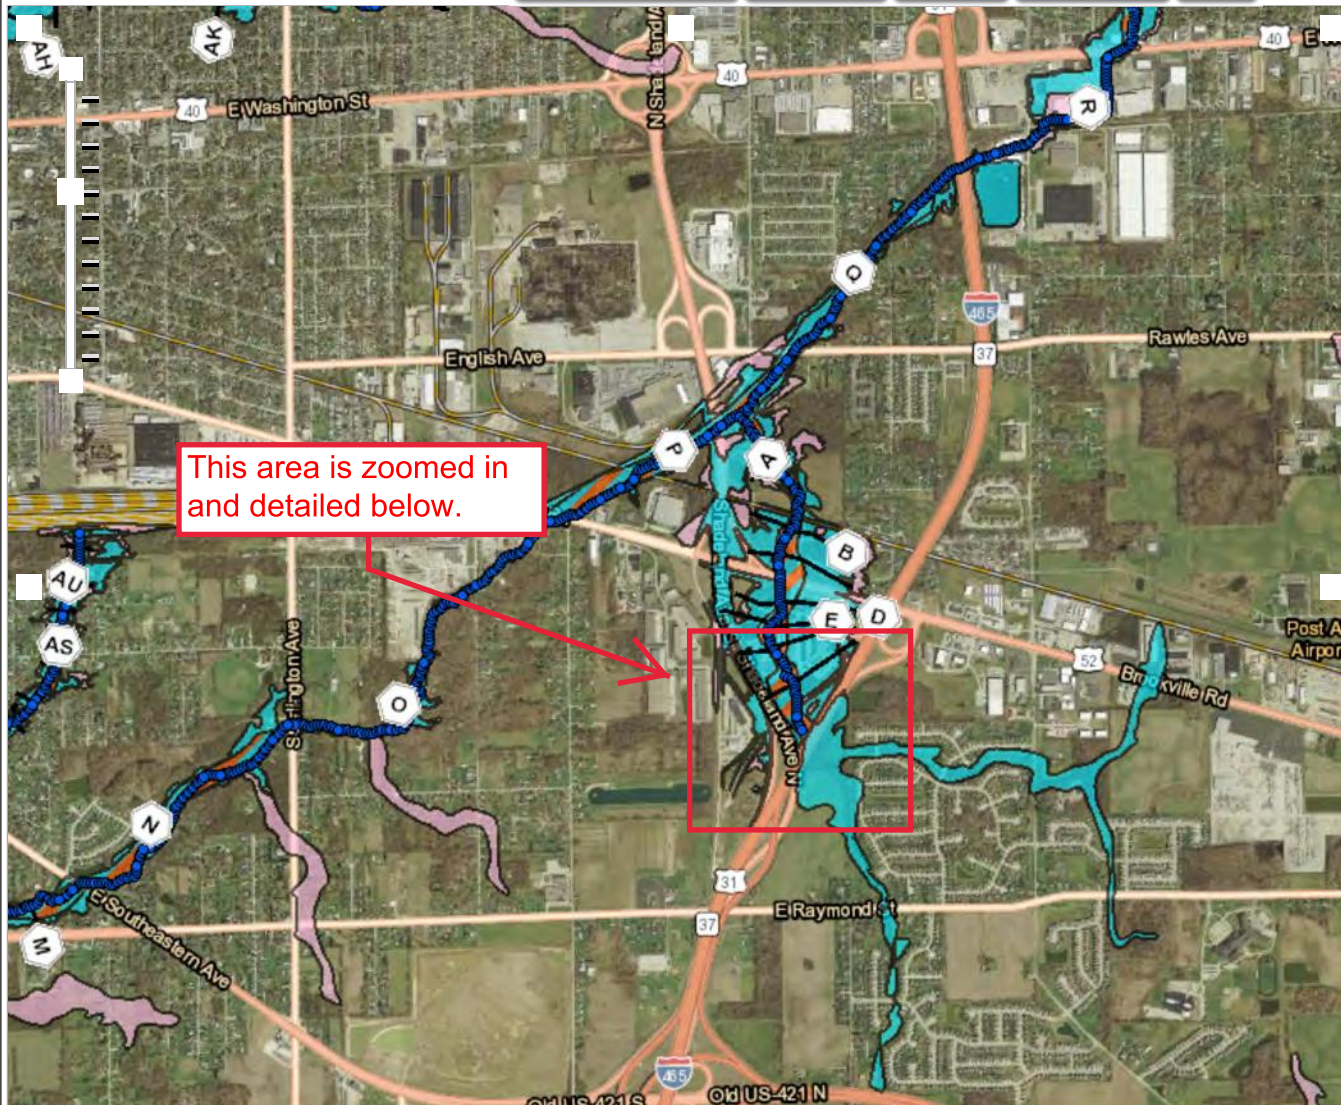 AH
AK
N Shadeland A
40
E Washington St
40
40
R
Q
465
37
Rawles Ave
English Ave
P
A
This area is zoomed in
and detailed below.
Shadeland A
B
AU
E
D
AS
Post A
Airpor
52
Brookville Rd
O
Shadeland Ave N
N
31
E Raymond St
37
E Southeastern Ave
M
465
Old US-421 S
Old US-421 N